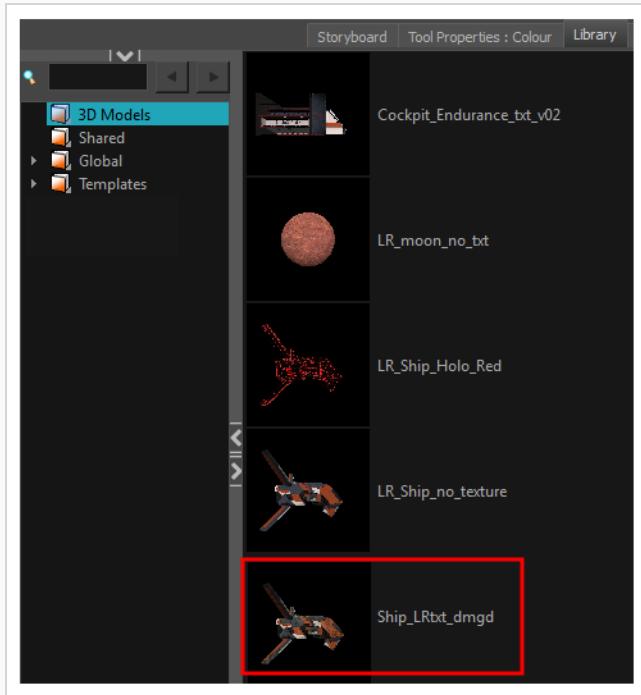 Storyboard
Tool Properties : Colour
Library
3D Models
Shared
Global
Templates
Cockpit_Endurance_txt_v02
LR_moon_no_txt
LR_Ship_Holo_Red
LR_Ship_no_texture
Ship_LRtxt_dmgd